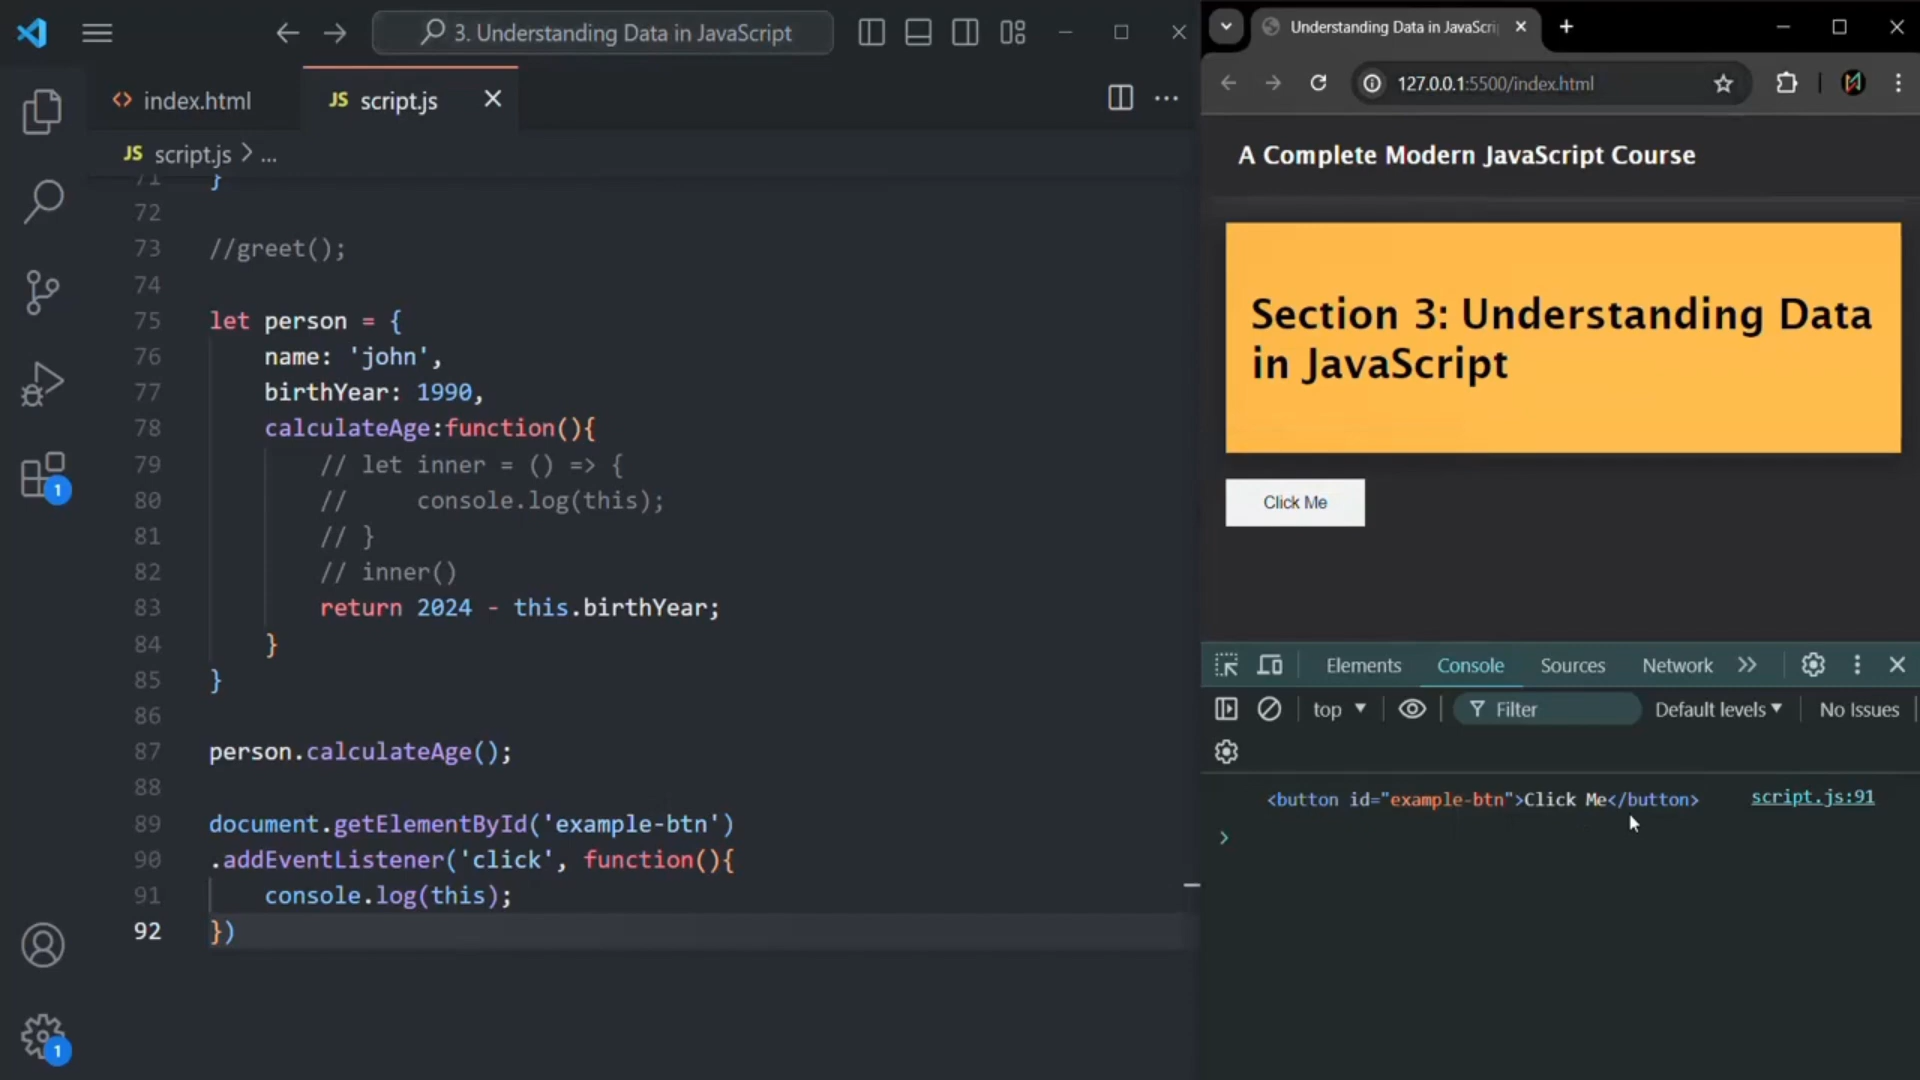 3. Understanding Data in JavaScript
index.html
JS script.js
JS script.js > ...
71 }
72
73 //greet();
74
75 let person = {
76 name: 'john',
77 birthYear: 1990,
78 calculateAge:function(){
79 // let inner = () => {
80 // console.log(this);
81 // }
82 // inner()
83 return 2024 - this.birthYear;
84 }
85 }
86
87 person.calculateAge();
88
89 document.getElementById('example-btn')
90 .addEventListener('click', function(){
91 console.log(this);
92 })
1
1
Understanding Data in JavaScri
127.0.0.1:5500/index.html
A Complete Modern JavaScript Course
Section 3: Understanding Data
in JavaScript
Click Me
Elements Console Sources Network
top Filter Default levels No Issues
<button id="example-btn">Click Me</button> script.js:91